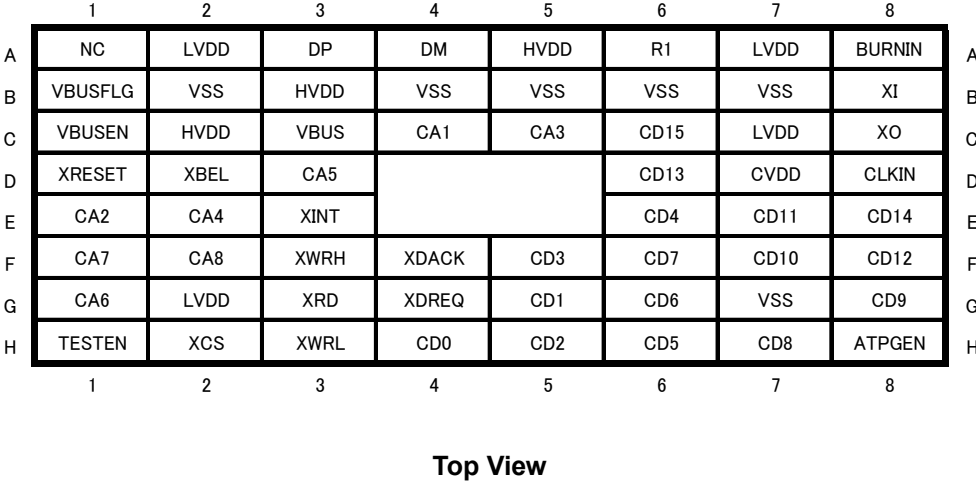 1 2 3 4 5 6 7 8
A NC LVDD DP DM HVDD R1 LVDD BURNIN A
B VBUSFLG VSS HVDD VSS VSS VSS VSS XI B
C VBUSEN HVDD VBUS CA1 CA3 CD15 LVDD XO C
D XRESET XBEL CA5 CD13 CVDD CLKIN D
E CA2 CA4 XINT CD4 CD11 CD14 E
F CA7 CA8 XWRH XDACK CD3 CD7 CD10 CD12 F
G CA6 LVDD XRD XDREQ CD1 CD6 VSS CD9 G
H TESTEN XCS XWRL CD0 CD2 CD5 CD8 ATPGEN H
1 2 3 4 5 6 7 8
Top View